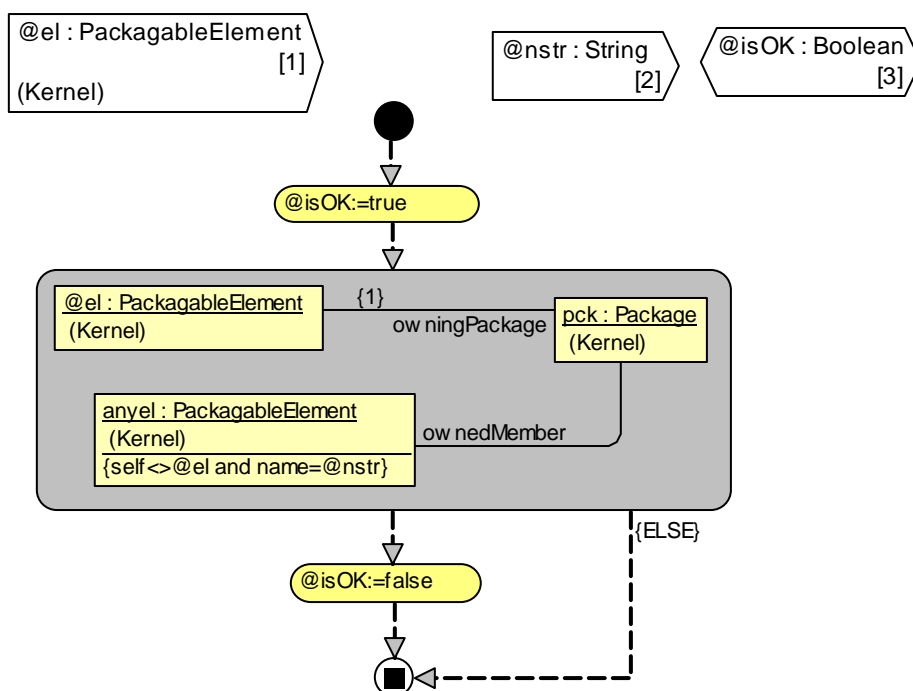 @el : PackagableElement
[1]
(Kernel)
@nstr : String
[2]
@isOK : Boolean
[3]
@isOK:=true
@el : PackagableElement
(Kernel)
{1}
ow ningPackage
pck : Package
(Kernel)
anyel : PackagableElement
(Kernel)
{self<>@el and name=@nstr}
ow nedMember
{ELSE}
@isOK:=false